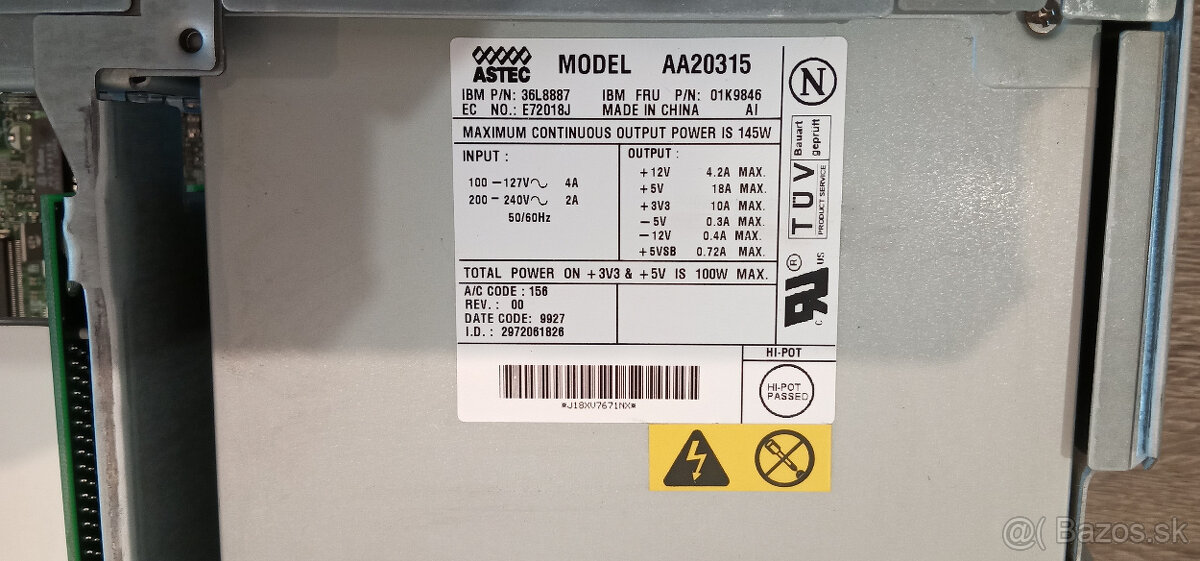 ASTEC MODEL AA20315
IBM P/N: 36L8887 IBM FRU P/N: 01K9846
EC NO.: E72018J MADE IN CHINA AI
MAXIMUM CONTINUOUS OUTPUT POWER IS 145W
INPUT :
100 – 127V~ 4A
200 – 240V~ 2A
50/60Hz
OUTPUT :
+12V 4.2A MAX.
+5V 18A MAX.
+3V3 10A MAX.
–5V 0.3A MAX.
–12V 0.4A MAX.
+5VSB 0.72A MAX.
TOTAL POWER ON +3V3 & +5V IS 100W MAX.
A/C CODE : 156
REV. : 00
DATE CODE: 9927
I.D. : 2972061826
*J18XV7671NX*
HI-POT
HI-POT
PASSED
N
Bauart
geprüft
TÜV
PRODUCT SERVICE
® US
C
@( Bazos.sk